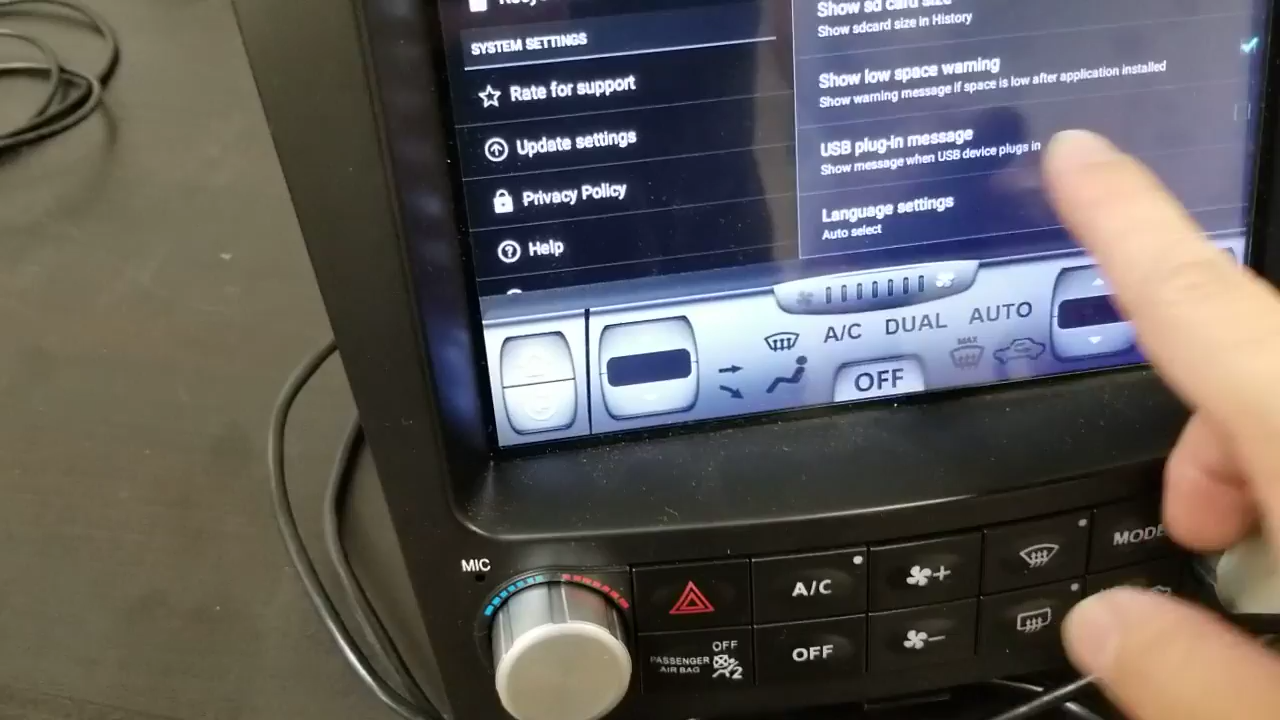 SYSTEM SETTINGS
Rate for support
Update settings
Privacy Policy
Help
Show sd card size
Show sdcard size in History
Show low space warning
Show warning message if space is low after application installed
USB plug-in message
Show message when USB device plugs in
Language settings
Auto select
A/C DUAL AUTO
MAX
OFF
MIC
A/C
MODE
OFF
PASSENGER
AIR BAG
OFF
2